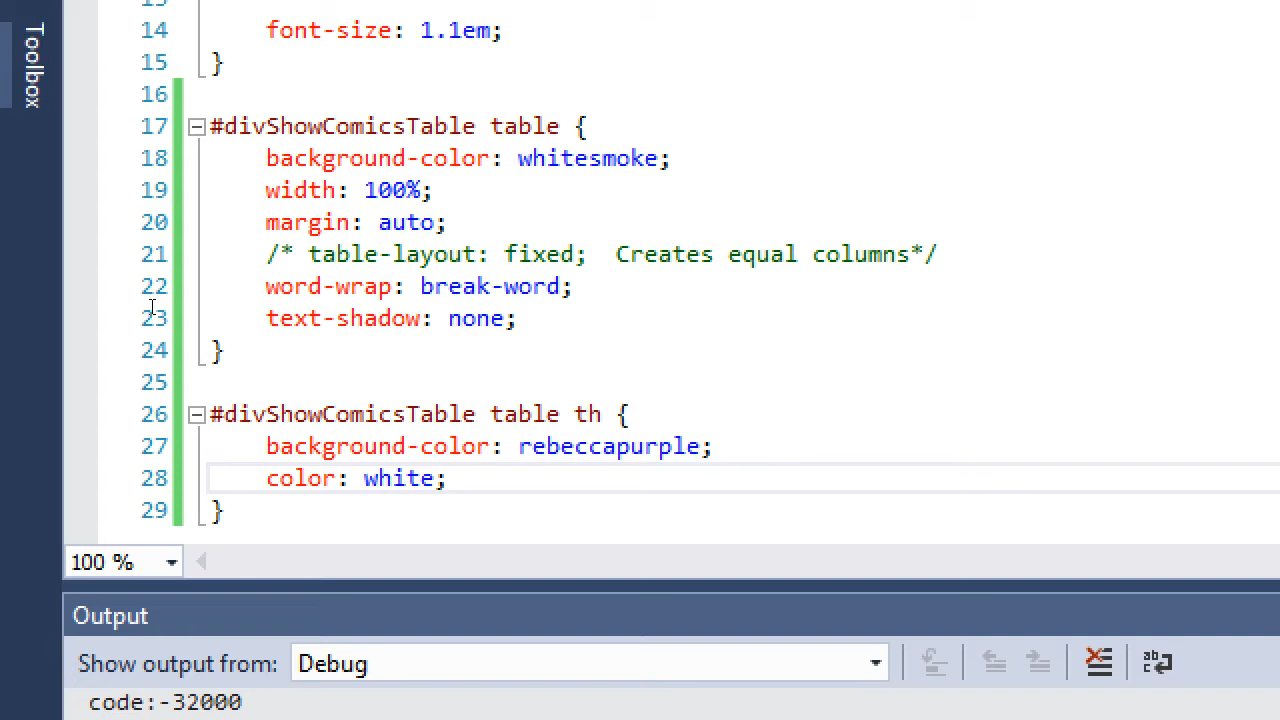 Toolbox
14 font-size: 1.1em;
15 }
16
17 #divShowComicsTable table {
18 background-color: whitesmoke;
19 width: 100%;
20 margin: auto;
21 /* table-layout: fixed;  Creates equal columns*/
22 word-wrap: break-word;
23 text-shadow: none;
24 }
25
26 #divShowComicsTable table th {
27 background-color: rebeccapurple;
28 color: white;
29 }
100 %
Output
Show output from: Debug
code:-32000